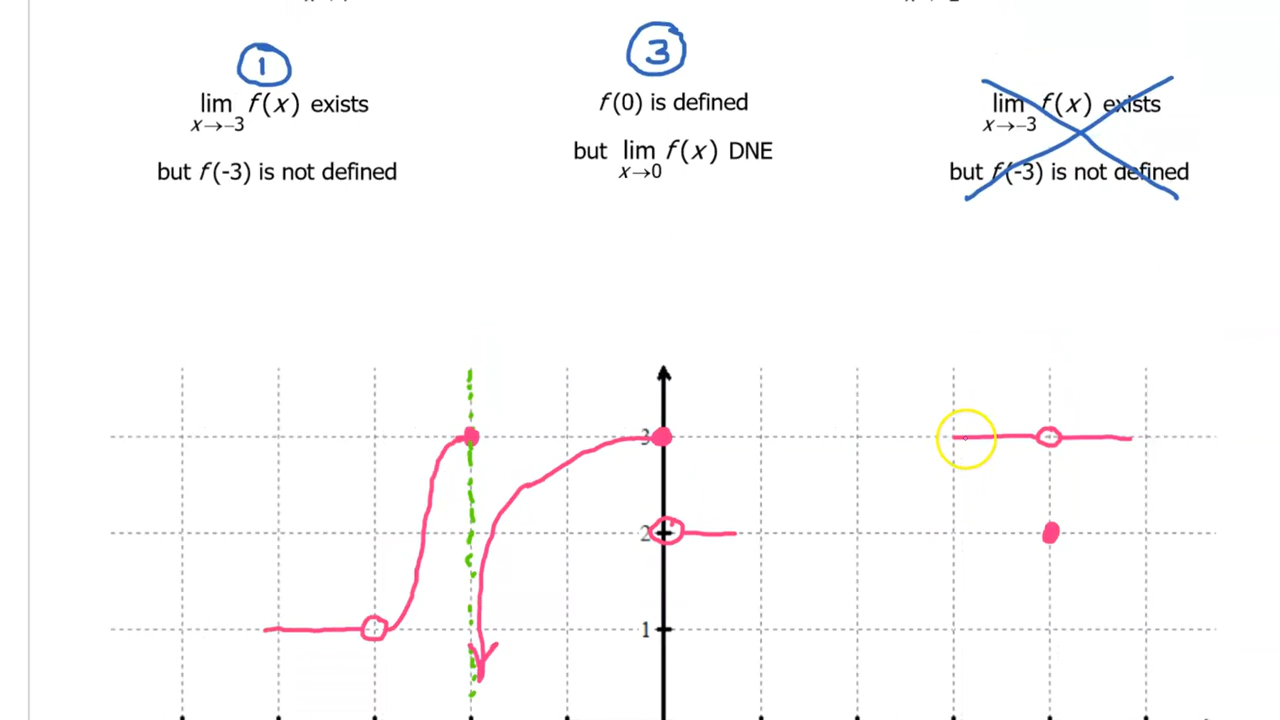 1
3
lim f(x) exists
x→−3
but f(-3) is not defined
f(0) is defined
but lim f(x) DNE
x→0
lim f(x) exists
x→−3
but f(-3) is not defined
3
2
1